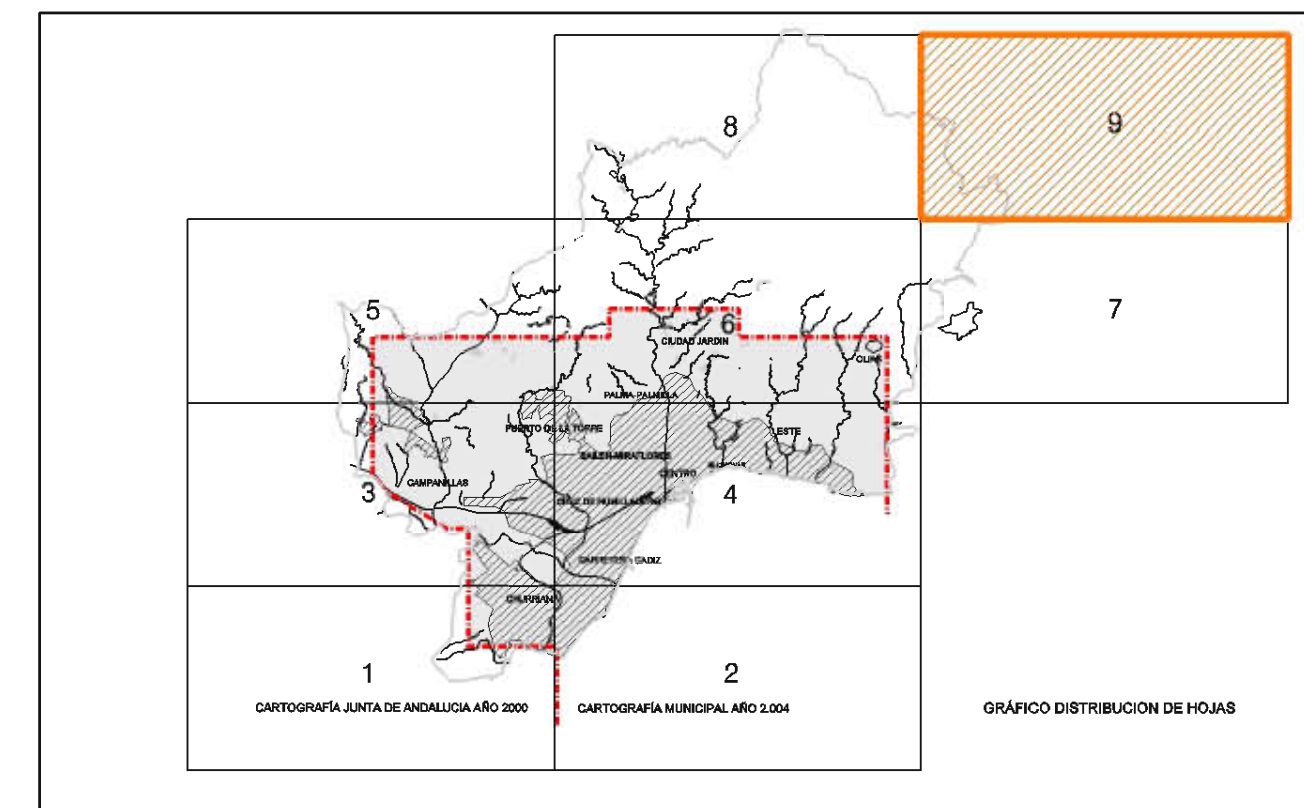 8
9
5
6
7
CIUDAD JARDIN
OLIAS
PALMA-PALMILLA
PUERTO DE LA TORRE
ESTE
BAILEN-MIRAFLORES
CENTRO
CAMPANILLAS
3
4
CHURRIANA
1
2
CARTOGRAFÍA JUNTA DE ANDALUCIA AÑO 2000
CARTOGRAFÍA MUNICIPAL AÑO 2.004
GRÁFICO DISTRIBUCION DE HOJAS